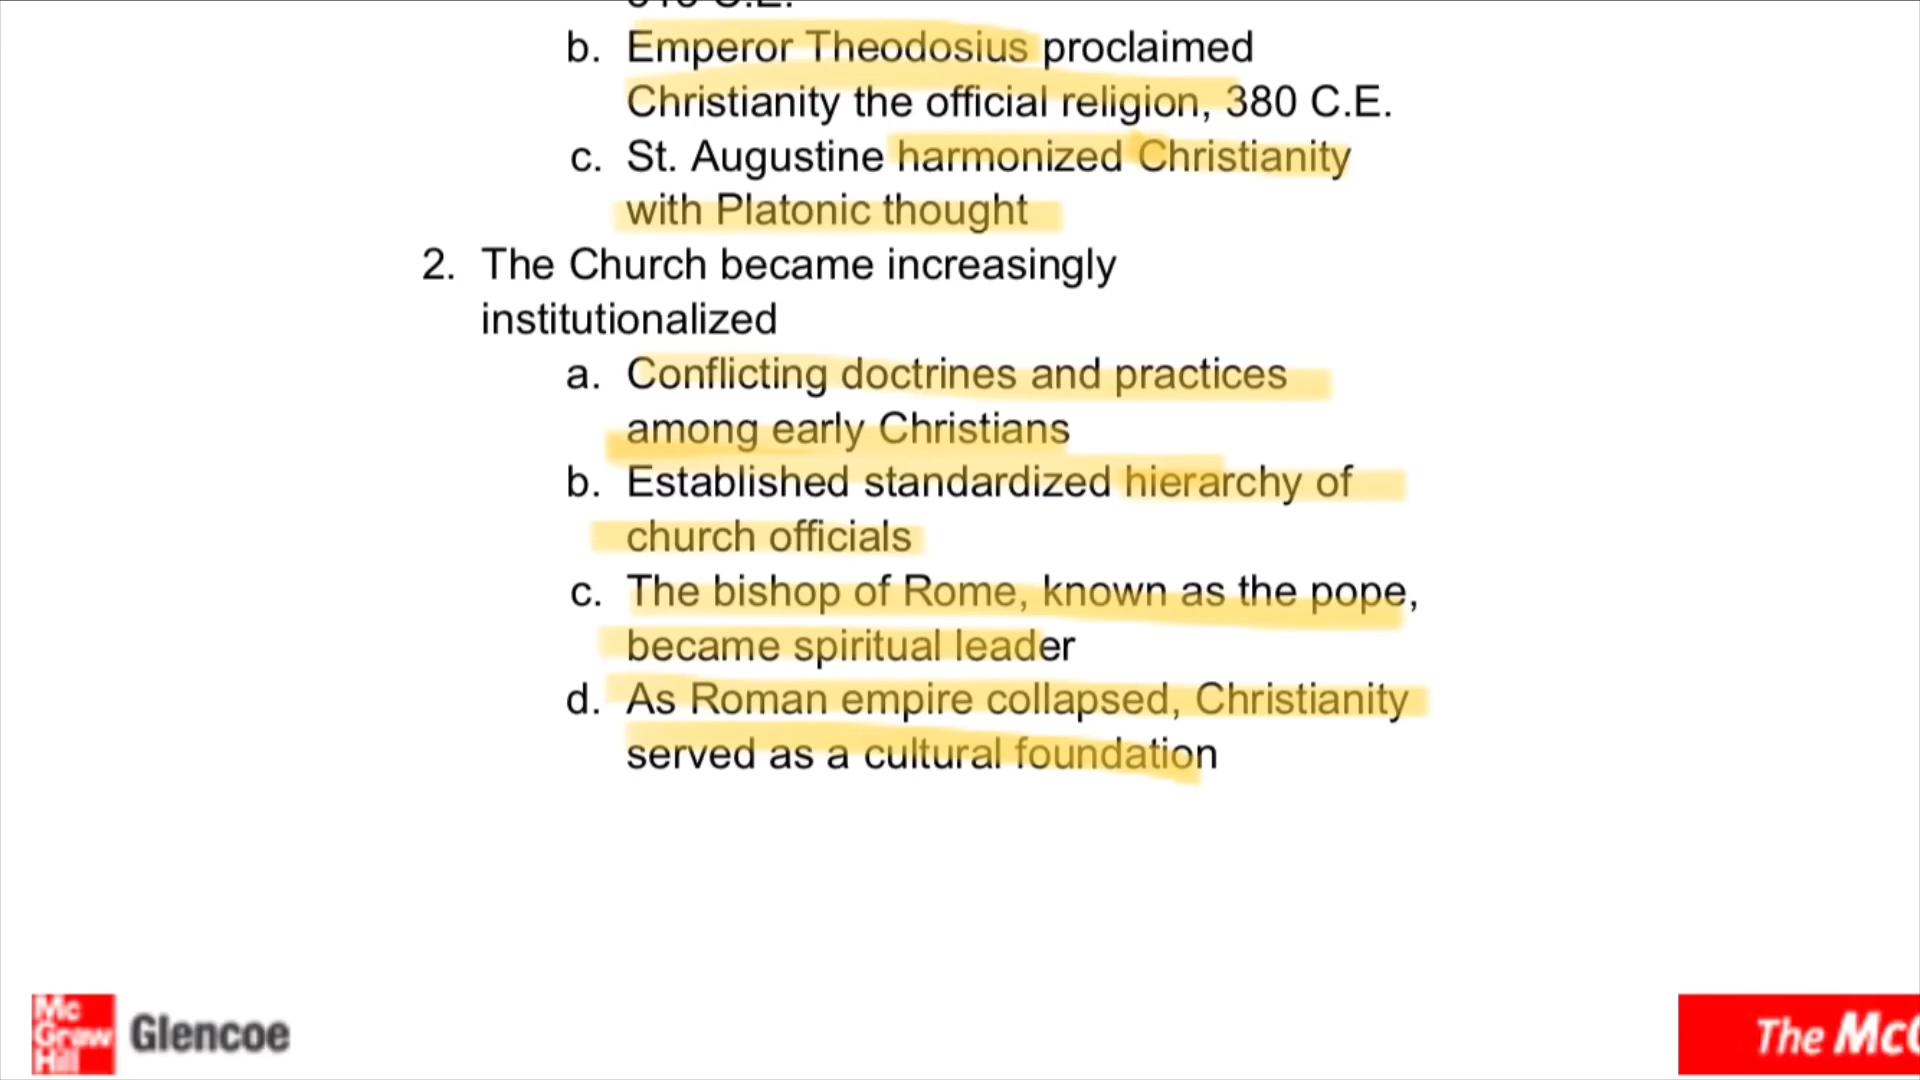 b. Emperor Theodosius proclaimed
Christianity the official religion, 380 C.E.
c. St. Augustine harmonized Christianity
with Platonic thought
2. The Church became increasingly
institutionalized
a. Conflicting doctrines and practices
among early Christians
b. Established standardized hierarchy of
church officials
c. The bishop of Rome, known as the pope,
became spiritual leader
d. As Roman empire collapsed, Christianity
served as a cultural foundation
Mc
Graw
Hill
Glencoe
The McG